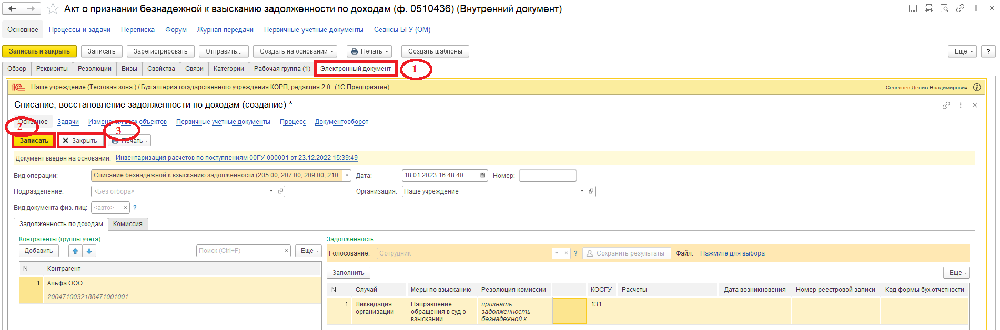 Акт о признании безнадежной к взысканию задолженности по доходам (ф. 0510436) (Внутренний документ)
Основное Процессы и задачи Переписка Форум Журнал передачи Первичные учетные документы Сеансы БГУ (ОМ)
Записать и закрыть Записать Зарегистрировать Отправить... Создать на основании Печать Создать шаблоны Еще ?
Обзор Реквизиты Резолюции Визы Свойства Связи Категории Рабочая группа (1) Электронный документ 1
1С Наше учреждение (Тестовая зона ) / Бухгалтерия государственного учреждения КОРП, редакция 2.0 (1С:Предприятие) Селезнев Денис Владимирович
Списание, восстановление задолженности по доходам (создание) *
Основное Задачи Изменения всех объектов Первичные учетные документы Процесс Документооборот
2 3
Записать Закрыть Печать
Документ введен на основании: Инвентаризация расчетов по поступлениям 00ГУ-000001 от 23.12.2022 15:39:49
Вид операции: Списание безнадежной к взысканию задолженности (205.00, 207.00, 209.00, 210. Дата: 18.01.2023 16:48:40 Номер:
Подразделение: <Без отбора> Организация: Наше учреждение
Вид документа физ. лиц: <авто> × ?
Задолженность по доходам Комиссия
Контрагенты (группы учета) Задолженность
Добавить Поиск (Ctrl+F) × Еще Голосование: Сотрудник × ? Сохранить результаты Файл: Нажмите для выбора
N Контрагент Заполнить Еще
1 Альфа ООО
2004710032188471001001
N Случай Меры по взысканию Резолюция комиссии КОСГУ Расчеты Дата возникновения Номер реестровой записи Код формы бух.отчетности
1 Ликвидация Направление признать 131
организации обращения в суд о задолженность
взыскании... безнадежной к...